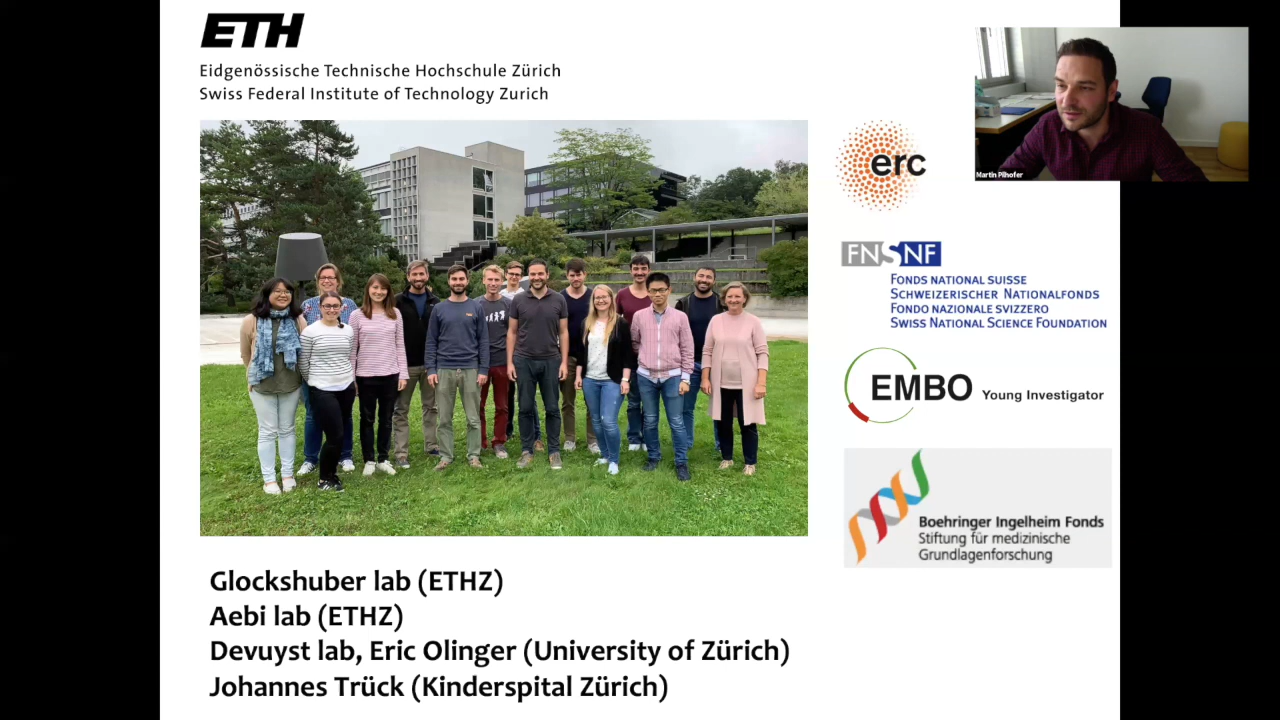 ETH
Eidgenössische Technische Hochschule Zürich
Swiss Federal Institute of Technology Zurich
erc
Martin Pilhofer
FNSNF
FONDS NATIONAL SUISSE
SCHWEIZERISCHER NATIONALFONDS
FONDO NAZIONALE SVIZZERO
SWISS NATIONAL SCIENCE FOUNDATION
EMBO Young Investigator
Boehringer Ingelheim Fonds
Stiftung für medizinische
Grundlagenforschung
Glockshuber lab (ETHZ)
Aebi lab (ETHZ)
Devuyst lab, Eric Olinger (University of Zürich)
Johannes Trück (Kinderspital Zürich)